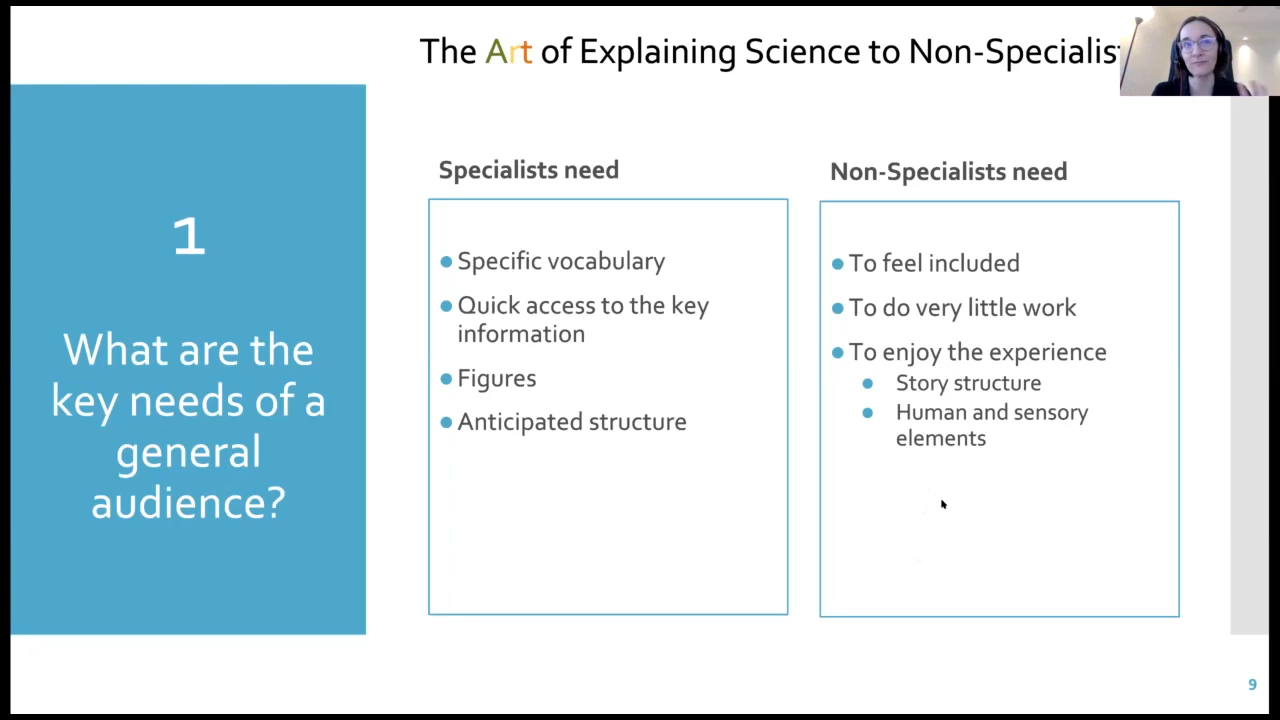 The Art of Explaining Science to Non-Specialis
1
What are the
key needs of a
general
audience?
Specialists need
Specific vocabulary
Quick access to the key
information
Figures
Anticipated structure
Non-Specialists need
To feel included
To do very little work
To enjoy the experience
Story structure
Human and sensory
elements
9